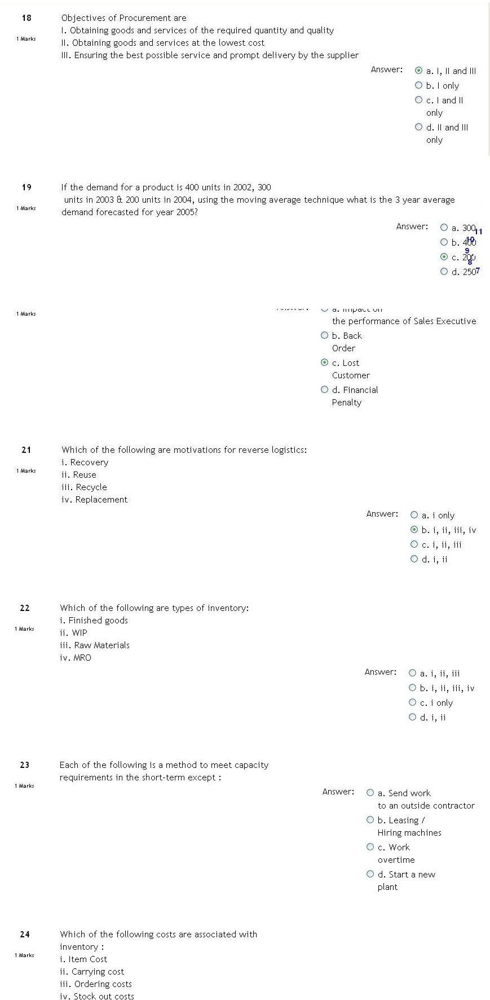 18
Objectives of Procurement are
1 Marks
I. Obtaining goods and services of the required quantity and quality
II. Obtaining goods and services at the lowest cost
III. Ensuring the best possible service and prompt delivery by the supplier
Answer:
a. I, II and III
b. I only
c. I and II
only
d. II and III
only
19
If the demand for a product is 400 units in 2002, 300
1 Marks
units in 2003 & 200 units in 2004, using the moving average technique what is the 3 year average
demand forecasted for year 2005?
Answer:
a. 300 11
b. 400 10
9
c. 200
8
d. 250 7
1 Marks
Answer:
a. Impact on
the performance of Sales Executive
b. Back
Order
c. Lost
Customer
d. Financial
Penalty
21
Which of the following are motivations for reverse logistics:
1 Marks
i. Recovery
ii. Reuse
iii. Recycle
iv. Replacement
Answer:
a. i only
b. i, ii, iii, iv
c. i, ii, iii
d. i, ii
22
Which of the following are types of inventory:
1 Marks
i. Finished goods
ii. WIP
iii. Raw Materials
iv. MRO
Answer:
a. i, ii, iii
b. i, ii, iii, iv
c. i only
d. i, ii
23
Each of the following is a method to meet capacity
1 Marks
requirements in the short-term except :
Answer:
a. Send work
to an outside contractor
b. Leasing /
Hiring machines
c. Work
overtime
d. Start a new
plant
24
Which of the following costs are associated with
1 Marks
inventory :
i. Item Cost
ii. Carrying cost
iii. Ordering costs
iv. Stock out costs